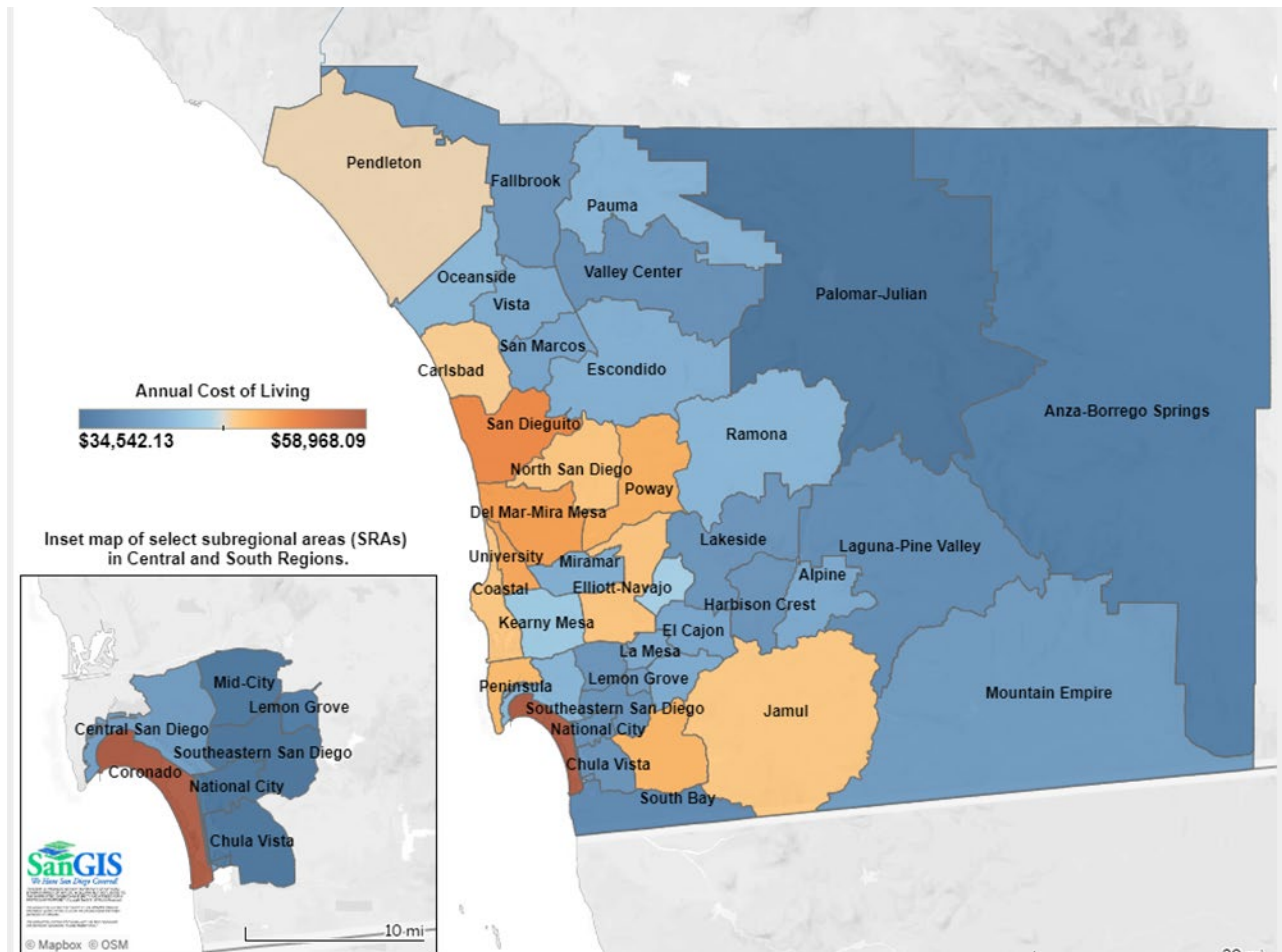 Pendleton
Fallbrook
Pauma
Oceanside
Valley Center
Vista
Palomar-Julian
San Marcos
Carlsbad
Escondido
Annual Cost of Living
$34,542.13 $58,968.09
San Dieguito
Ramona
Anza-Borrego Springs
North San Diego
Poway
Del Mar-Mira Mesa
Inset map of select subregional areas (SRAs)
in Central and South Regions.
Lakeside
Laguna-Pine Valley
University
Miramar
Alpine
Coastal
Elliott-Navajo
Harbison Crest
Kearny Mesa
El Cajon
La Mesa
Peninsula
Lemon Grove
Mountain Empire
Southeastern San Diego
Jamul
National City
Chula Vista
South Bay
Mid-City
Lemon Grove
Central San Diego
Southeastern San Diego
Coronado
National City
Chula Vista
SanGIS
We Have San Diego Covered!
10 mi
© Mapbox © OSM